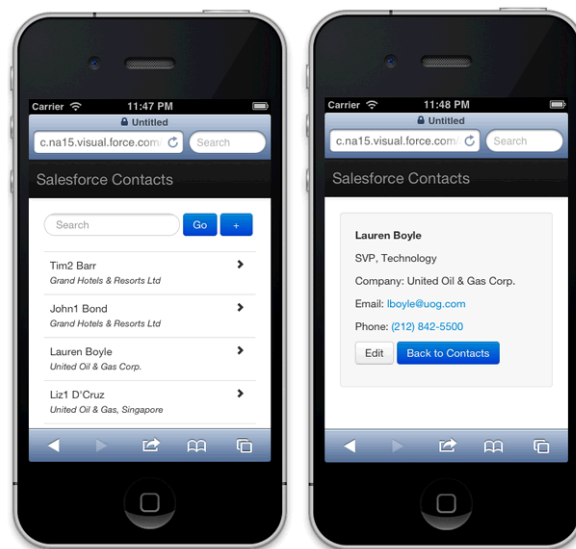 Carrier 11:47 PM
Untitled
c.na15.visual.force.com/ Search
Salesforce Contacts
Search Go +
Tim2 Barr
Grand Hotels & Resorts Ltd
John1 Bond
Grand Hotels & Resorts Ltd
Lauren Boyle
United Oil & Gas Corp.
Liz1 D'Cruz
United Oil & Gas, Singapore
Carrier 11:48 PM
Untitled
c.na15.visual.force.com/ Search
Salesforce Contacts
Lauren Boyle
SVP, Technology
Company: United Oil & Gas Corp.
Email: lboyle@uog.com
Phone: (212) 842-5500
Edit Back to Contacts